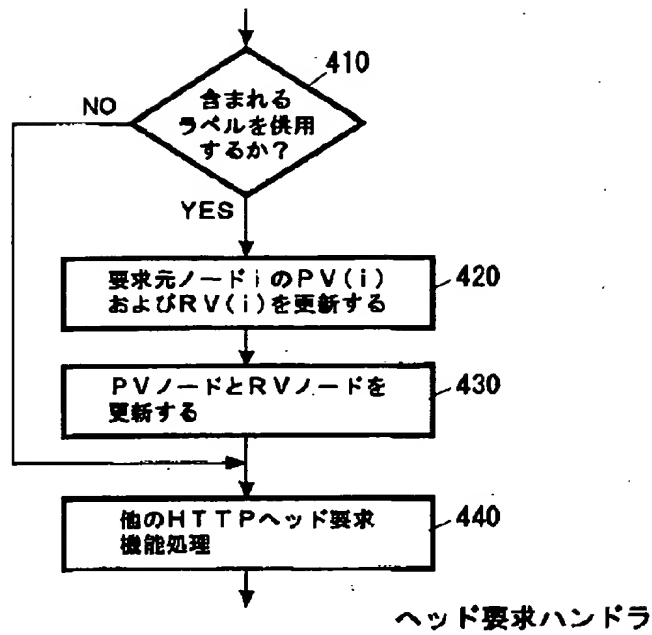 410
含まれる
ラベルを供用
するか？
NO
YES
要求元ノードiのPV(i)
およびRV(i)を更新する
420
PVノードとRVノードを
更新する
430
他のHTTPヘッド要求
機能処理
440
ヘッド要求ハンドラ